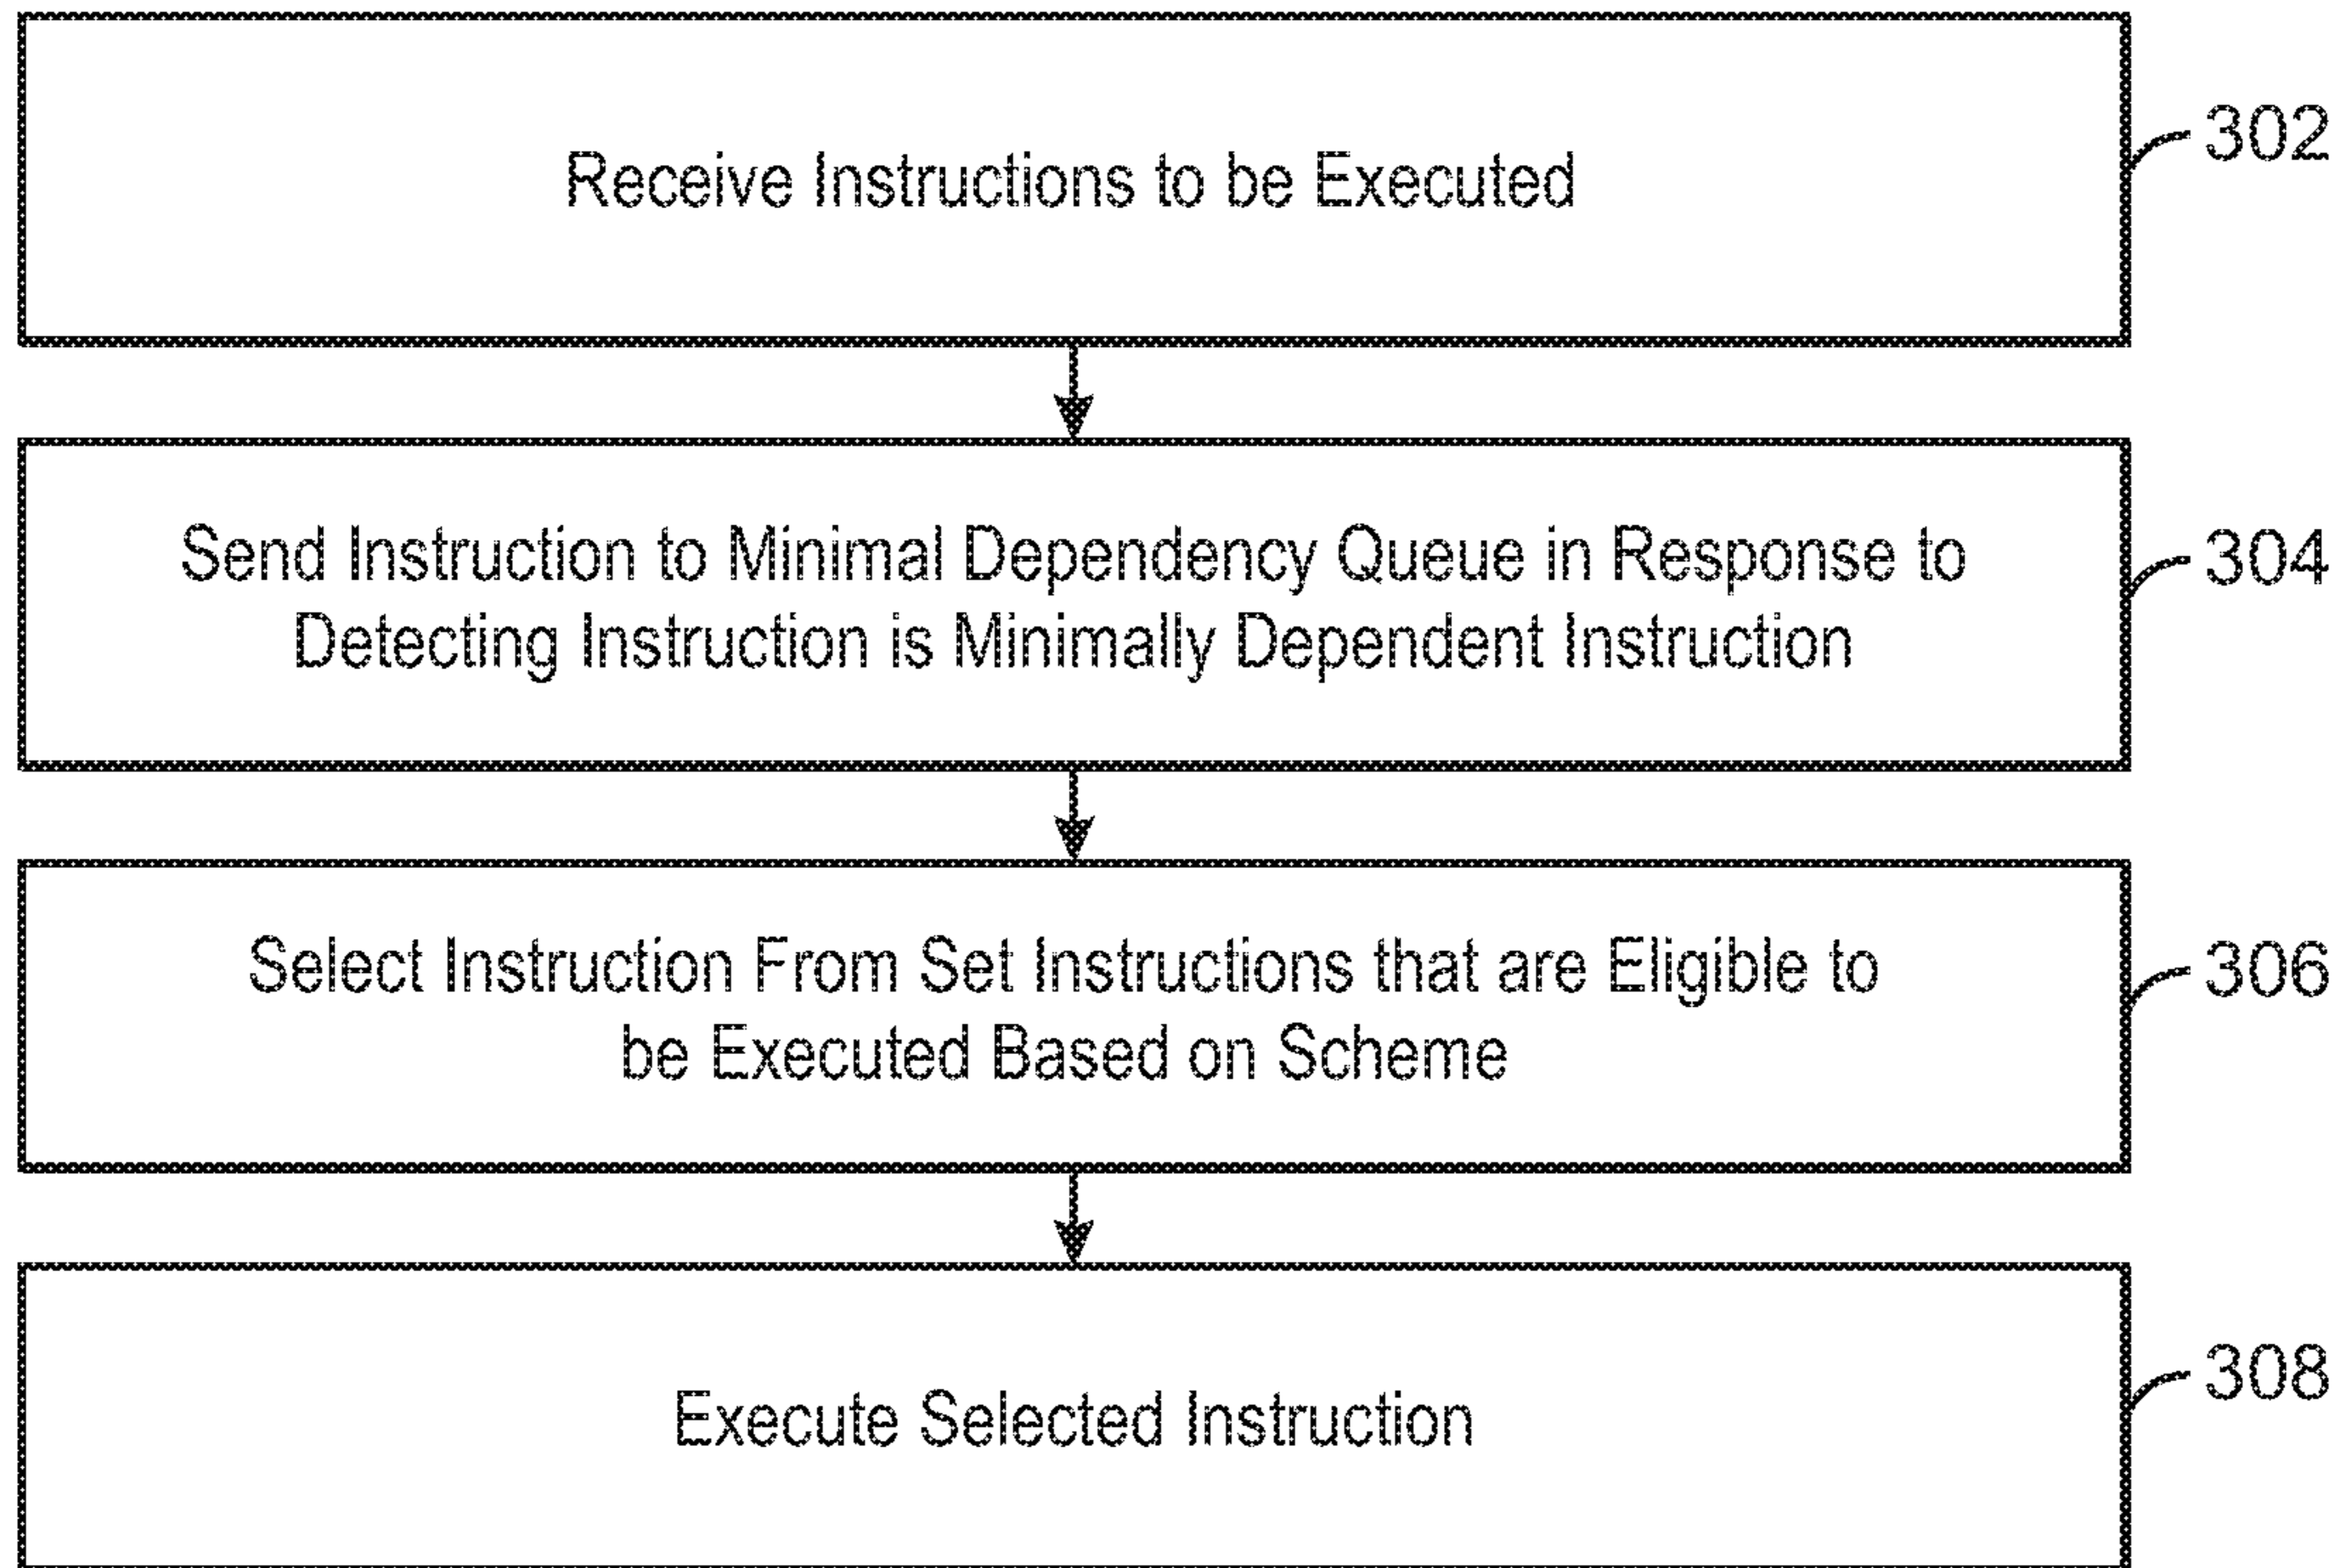 Receive Instructions to be Executed
302
Send Instruction to Minimal Dependency Queue in Response to
Detecting Instruction is Minimally Dependent Instruction
304
Select Instruction From Set Instructions that are Eligible to
be Executed Based on Scheme
306
Execute Selected Instruction
308